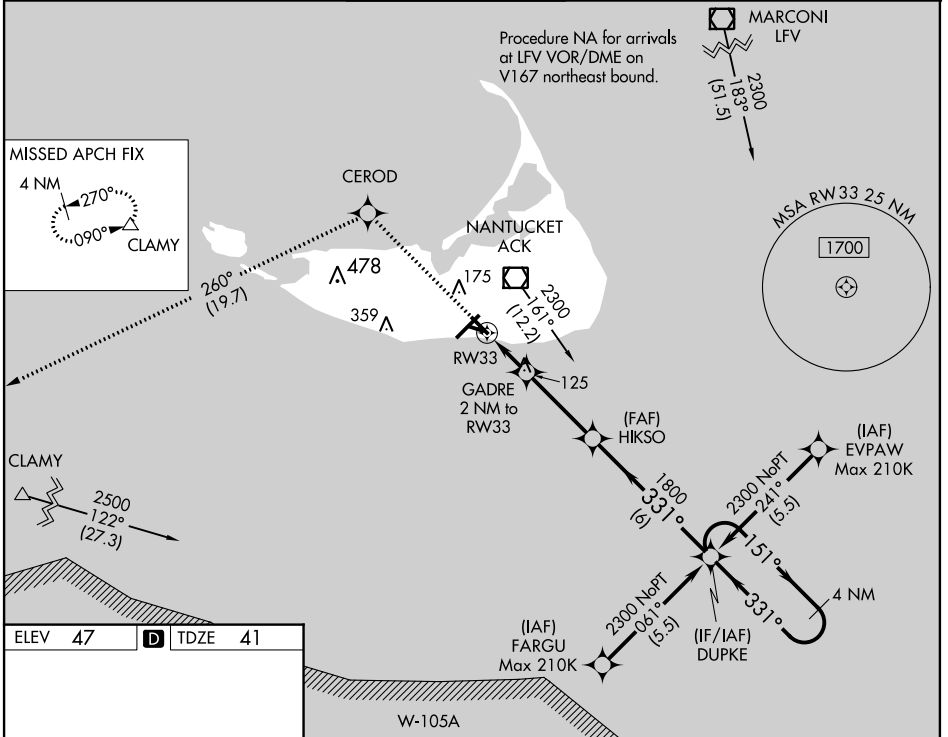 Procedure NA for arrivals
at LFV VOR/DME on
V167 northeast bound.
MARCONI
LFV
2300
183°
(51.5)
MISSED APCH FIX
4 NM
270°
090°
CLAMY
CEROD
NANTUCKET
ACK
MSA RW33 25 NM
1700
478
175
359
2300
161°
(12.2)
260°
(19.7)
RW33
GADRE
2 NM to
RW33
125
(FAF)
HIKSO
(IAF)
EVPAW
Max 210K
CLAMY
2500
122°
(27.3)
1800
331°
(6)
2300 NoPT
241°
(5.5)
151°
331°
4 NM
2300 NoPT
061°
(5.5)
(IF/IAF)
DUPKE
(IAF)
FARGU
Max 210K
ELEV 47 D TDZE 41
W-105A